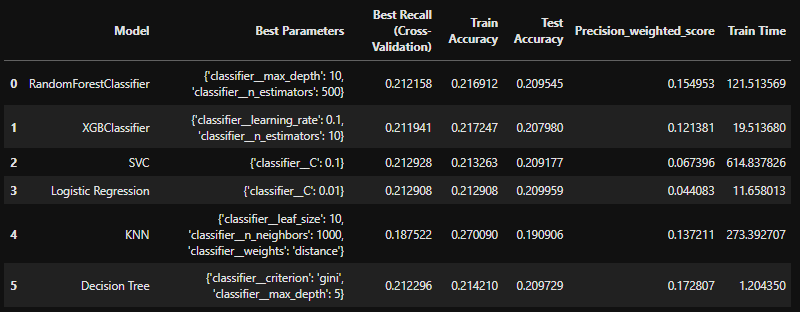 Model Best Parameters Best Recall (Cross-Validation) Train Accuracy Test Accuracy Precision_weighted_score Train Time
0 RandomForestClassifier {'classifier__max_depth': 10, 'classifier__n_estimators': 500} 0.212158 0.216912 0.209545 0.154953 121.513569
1 XGBClassifier {'classifier__learning_rate': 0.1, 'classifier__n_estimators': 10} 0.211941 0.217247 0.207980 0.121381 19.513680
2 SVC {'classifier__C': 0.1} 0.212928 0.213263 0.209177 0.067396 614.837826
3 Logistic Regression {'classifier__C': 0.01} 0.212908 0.212908 0.209959 0.044083 11.658013
4 KNN {'classifier__leaf_size': 10, 'classifier__n_neighbors': 1000, 'classifier__weights': 'distance'} 0.187522 0.270090 0.190906 0.137211 273.392707
5 Decision Tree {'classifier__criterion': 'gini', 'classifier__max_depth': 5} 0.212296 0.214210 0.209729 0.172807 1.204350